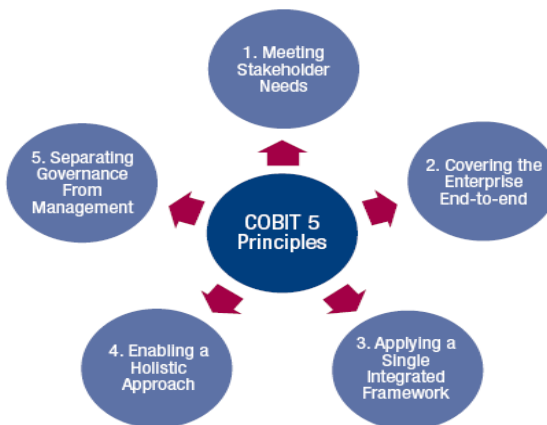 1. Meeting
Stakeholder
Needs
5. Separating
Governance
From
Management
2. Covering the
Enterprise
End-to-end
COBIT 5
Principles
4. Enabling a
Holistic
Approach
3. Applying a
Single
Integrated
Framework